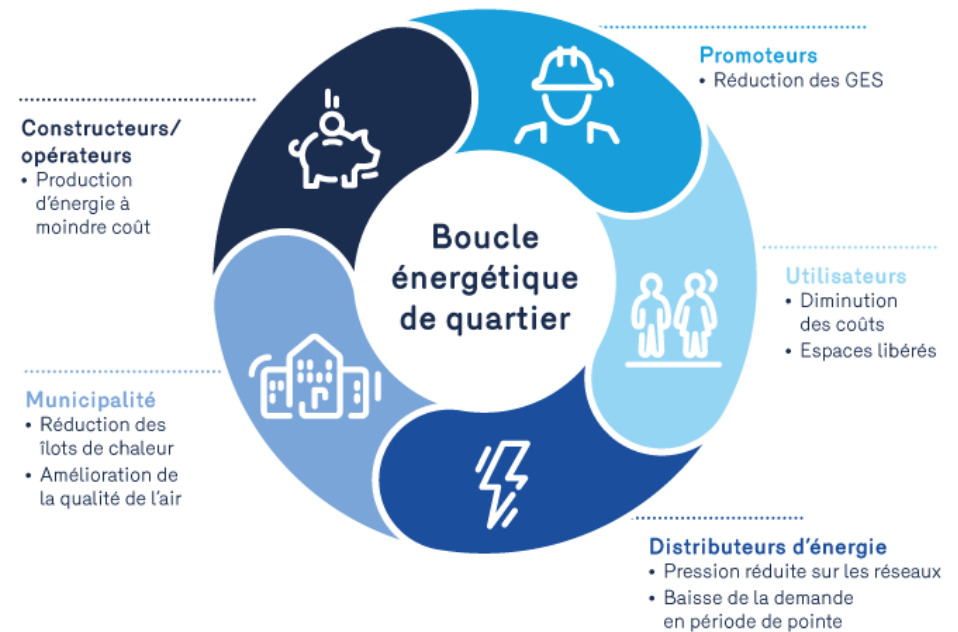 Boucle
énergétique
de quartier
Promoteurs
• Réduction des GES
Utilisateurs
• Diminution
des coûts
• Espaces libérés
Distributeurs d'énergie
• Pression réduite sur les réseaux
• Baisse de la demande
en période de pointe
Municipalité
• Réduction des
îlots de chaleur
• Amélioration de
la qualité de l'air
Constructeurs/
opérateurs
• Production
d'énergie à
moindre coût